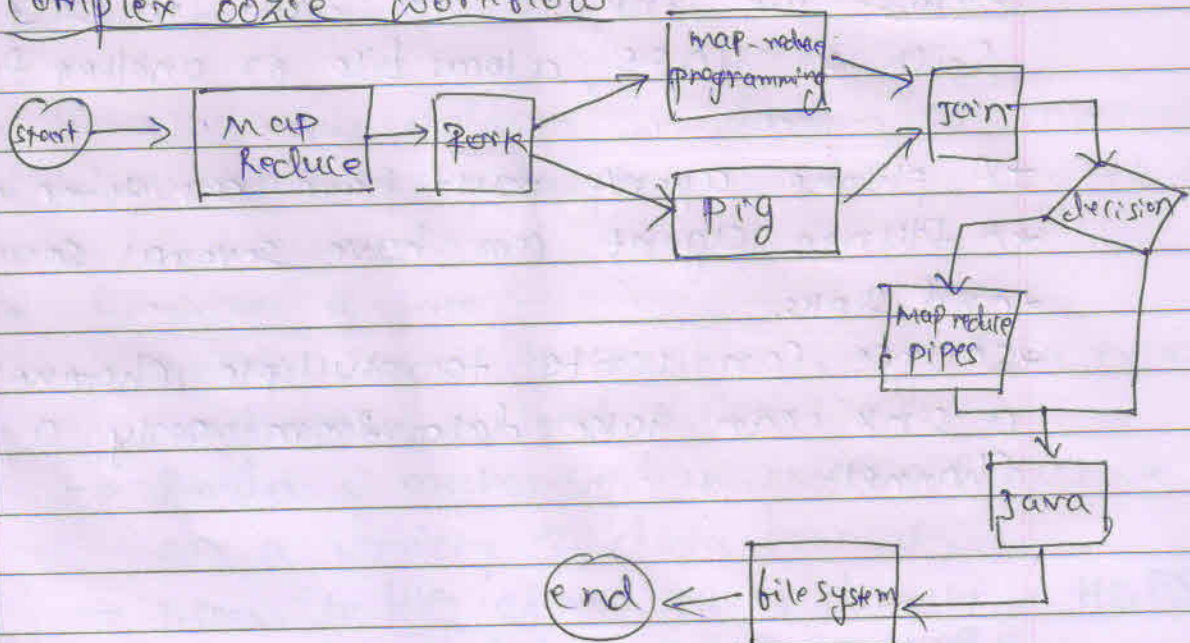 Complex oozie workflow
start
Map
Reduce
Fork
map-reduce
programming
pig
Join
decision
Map reduce
pipes
Java
file system
end